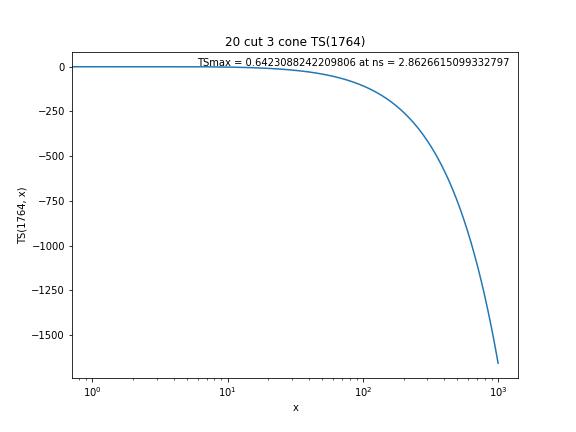 20 cut 3 cone TS(1764)
TSmax = 0.6423088242209806 at ns = 2.8626615099332797
0
−250
−500
−750
−1000
−1250
−1500
TS(1764, x)
10⁰
10¹
10²
10³
x